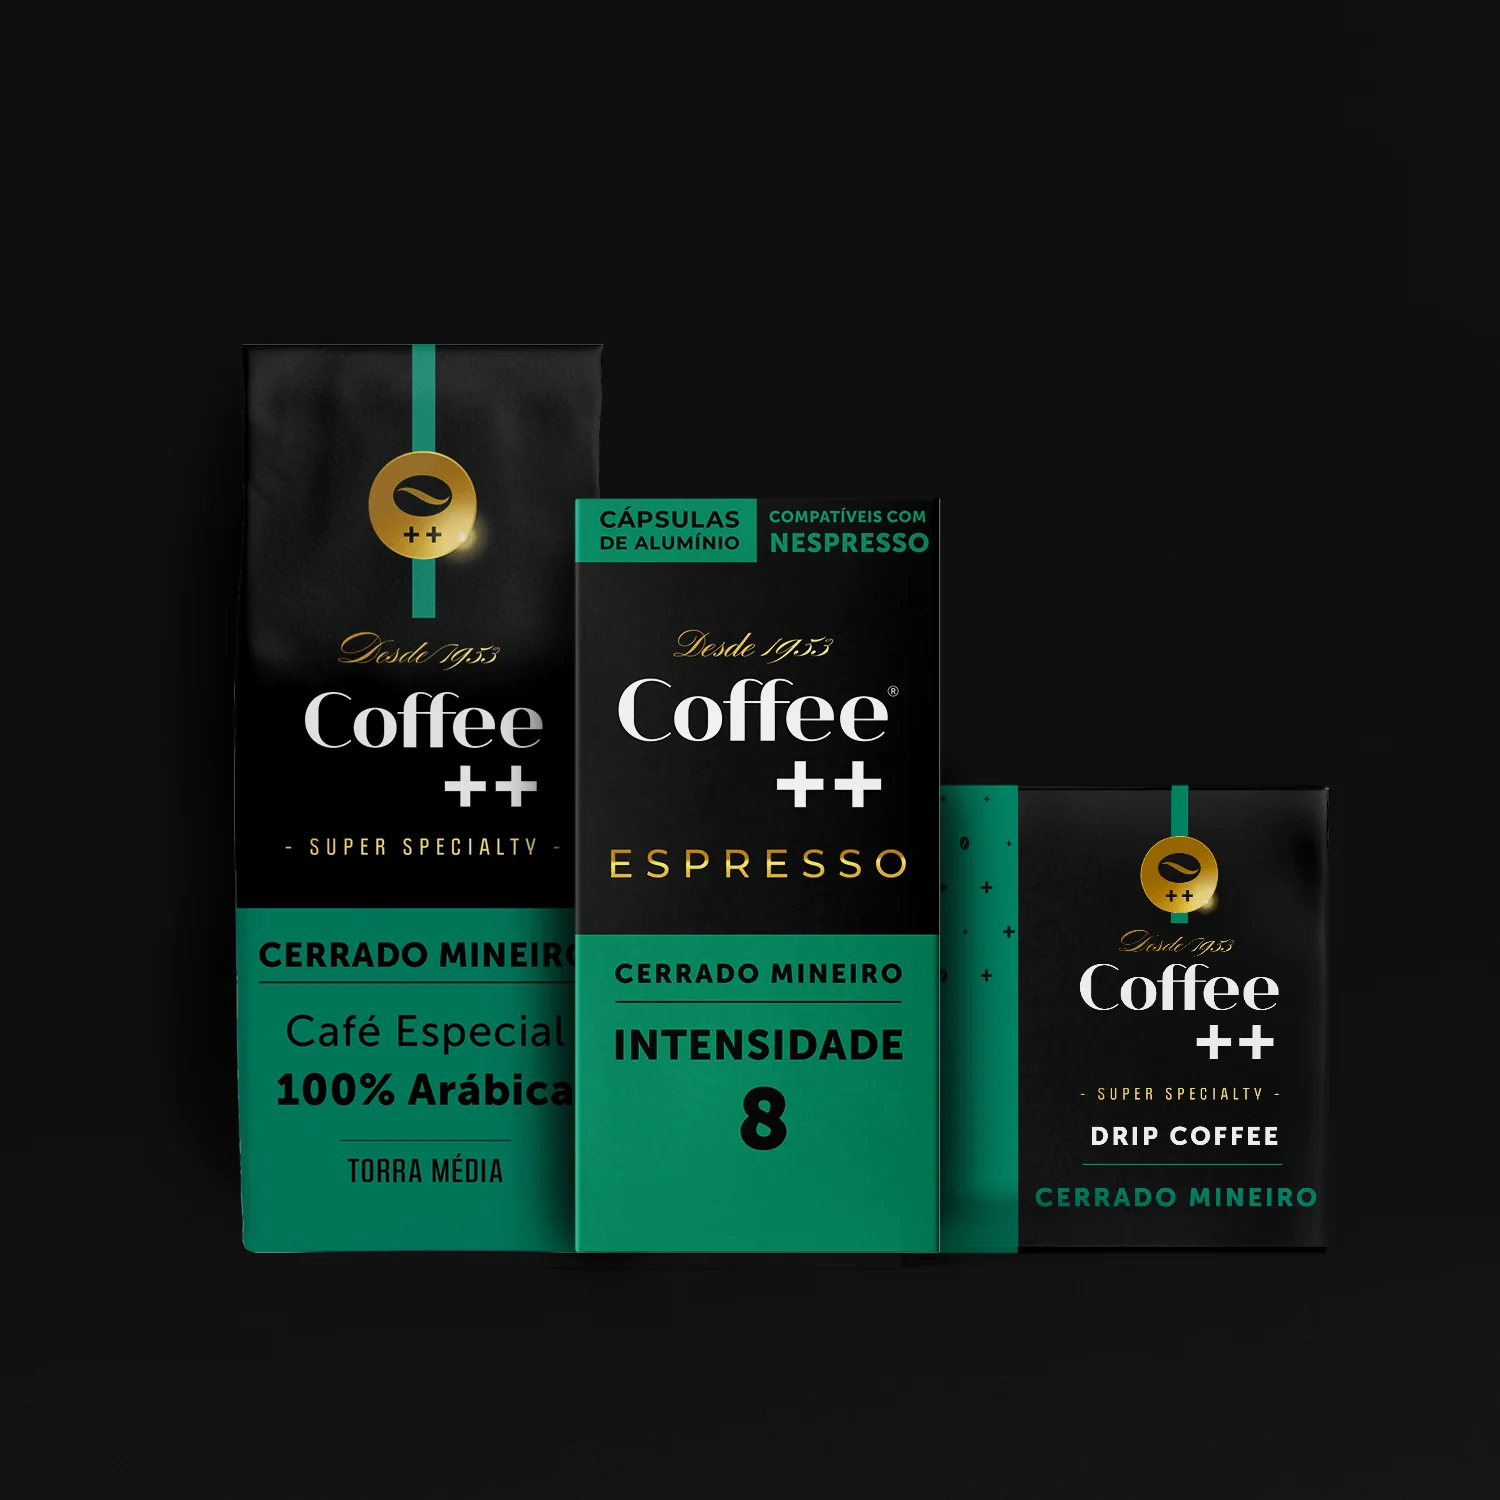 ++
Desde 1953
Coffee
++
- SUPER SPECIALTY -
CERRADO MINEIRO
Café Especial
100% Arábica
TORRA MÉDIA
CÁPSULAS
DE ALUMÍNIO
COMPATÍVEIS COM
NESPRESSO
Desde 1953
Coffee®
++
ESPRESSO
CERRADO MINEIRO
INTENSIDADE
8
++
Desde 1953
Coffee
++
- SUPER SPECIALTY -
DRIP COFFEE
CERRADO MINEIRO